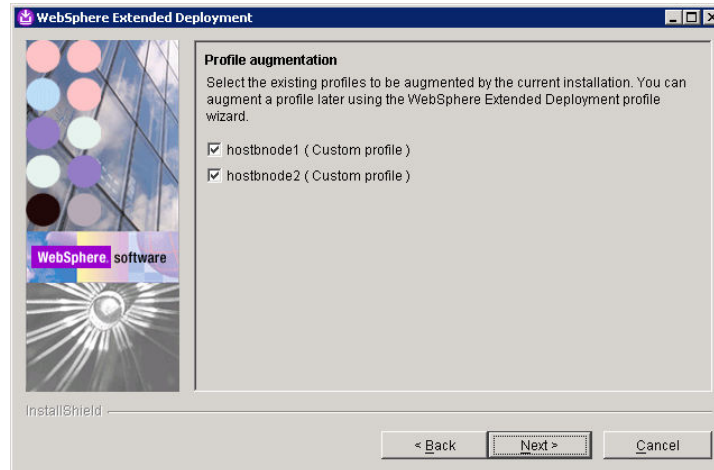 WebSphere Extended Deployment
Profile augmentation
Select the existing profiles to be augmented by the current installation. You can
augment a profile later using the WebSphere Extended Deployment profile
wizard.
hostbnode1 ( Custom profile )
hostbnode2 ( Custom profile )
WebSphere. software
InstallShield
< Back
Next >
Cancel